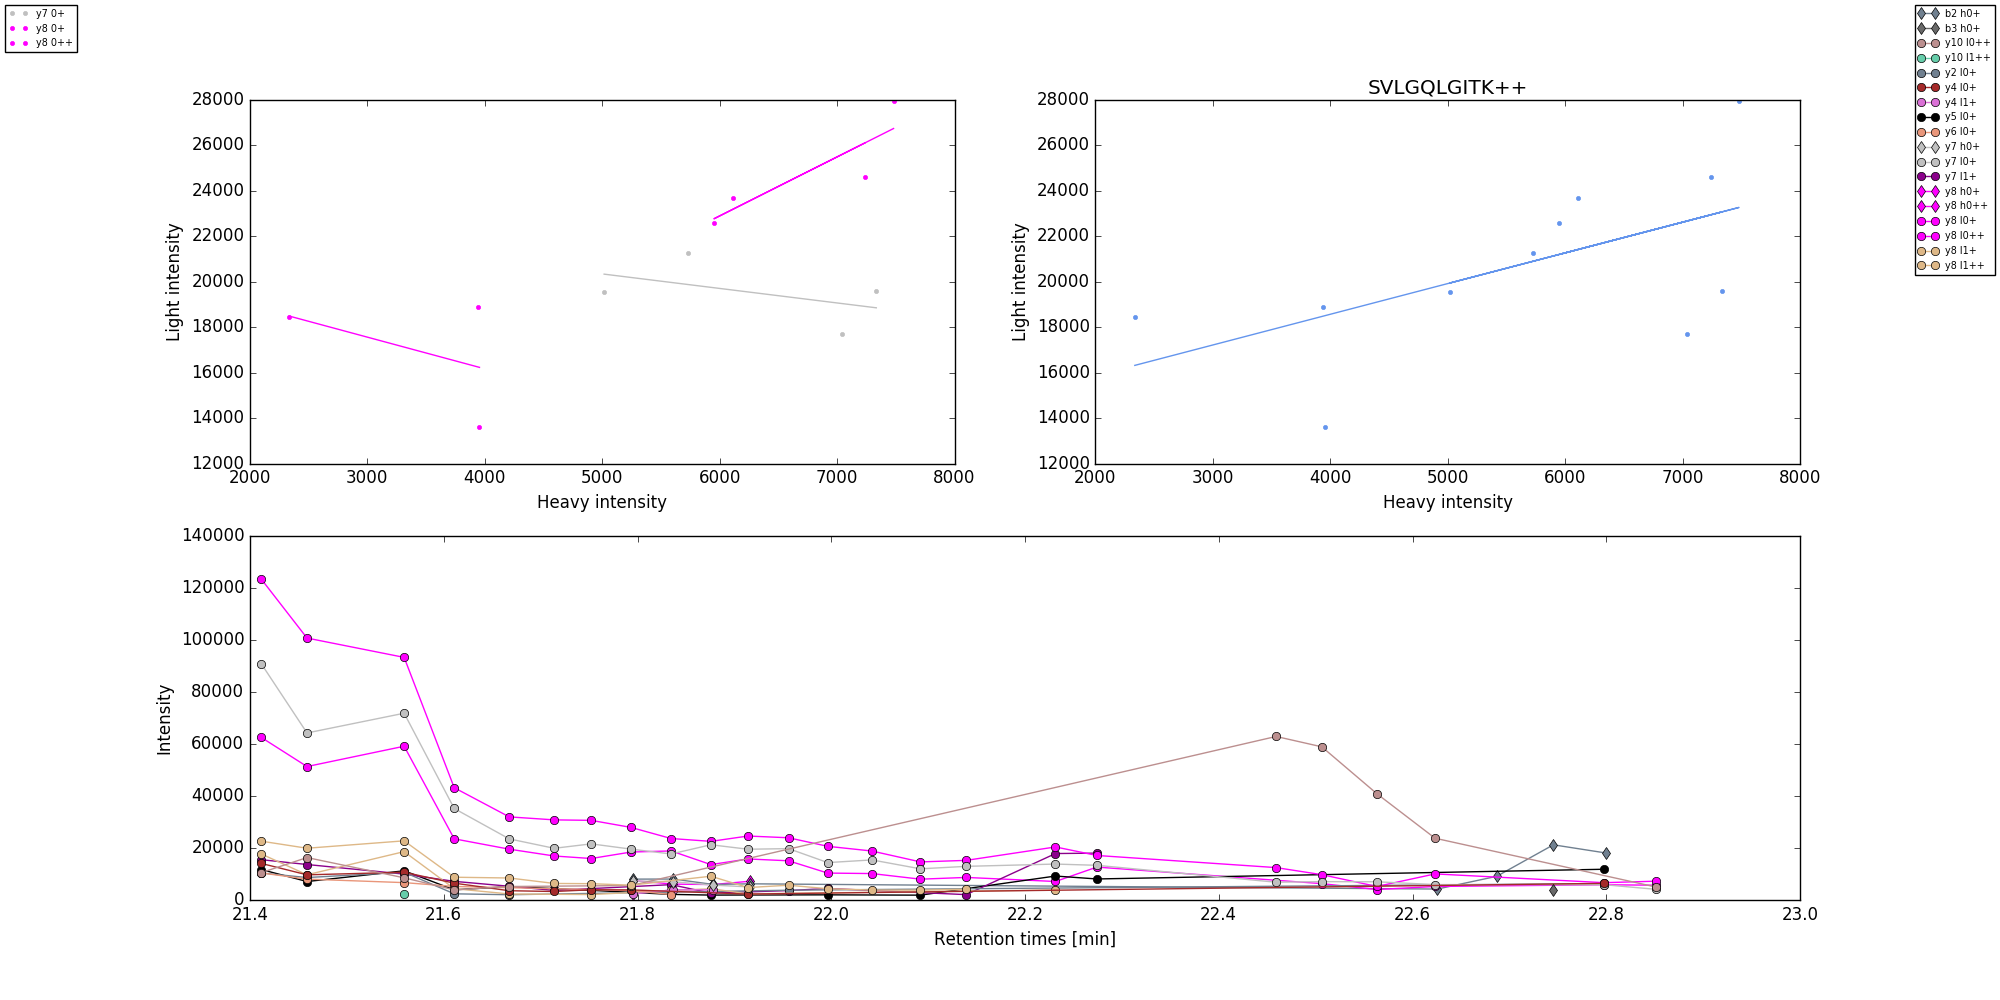 y7 0+
y8 0+
y8 0++
b2 h0+
b3 h0+
y10 l0++
y10 l1++
y2 l0+
y4 l0+
y4 l1+
y5 l0+
y6 l0+
y7 h0+
y7 l0+
y7 l1+
y8 h0+
y8 h0++
y8 l0+
y8 l0++
y8 l1+
y8 l1++
28000
26000
24000
22000
20000
18000
16000
14000
12000
Light intensity
2000 3000 4000 5000 6000 7000 8000
Heavy intensity
SVLGQLGITK++
28000
26000
24000
22000
20000
18000
16000
14000
12000
Light intensity
2000 3000 4000 5000 6000 7000 8000
Heavy intensity
140000
120000
100000
80000
60000
40000
20000
0
Intensity
21.4 21.6 21.8 22.0 22.2 22.4 22.6 22.8 23.0
Retention times [min]